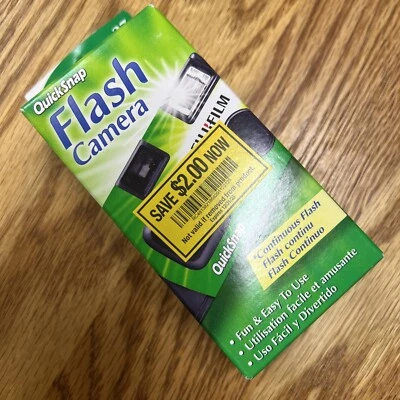 27
QuickSnap
Flash
Camera
FUJIFILM
SAVE $2.00 NOW
Not valid if removed from product.
QuickSnap
*Continuous Flash
Flash continu
Flash Continuo
• Fun & Easy To Use
• Utilisation facile et amusante
• Uso Fácil y Divertido